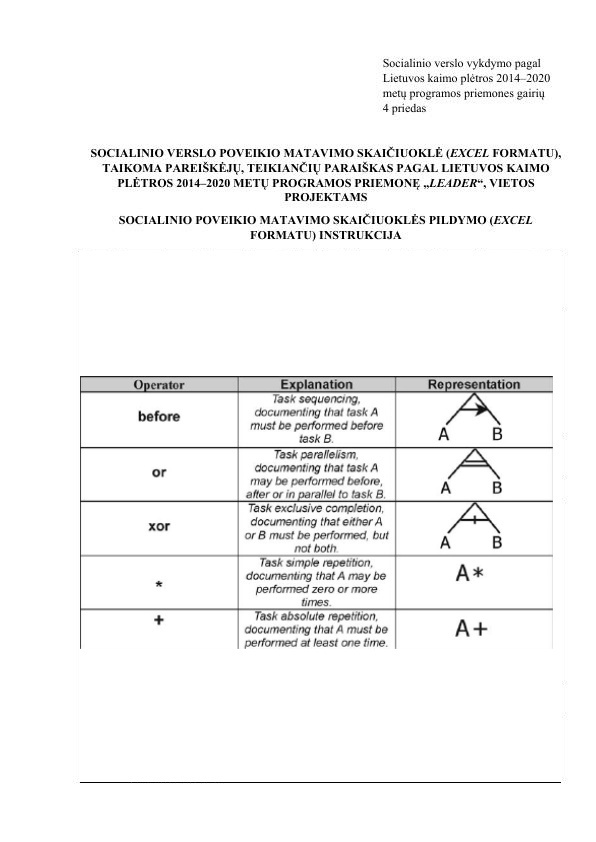 Socialinio verslo vykdymo pagal
Lietuvos kaimo plėtros 2014–2020
metų programos priemones gairių
4 priedas
SOCIALINIO VERSLO POVEIKIO MATAVIMO SKAIČIUOKLĖ (EXCEL FORMATU),
TAIKOMA PAREIŠKĖJŲ, TEIKIANČIŲ PARAIŠKAS PAGAL LIETUVOS KAIMO
PLĖTROS 2014–2020 METŲ PROGRAMOS PRIEMONĘ „LEADER“, VIETOS
PROJEKTAMS
SOCIALINIO POVEIKIO MATAVIMO SKAIČIUOKLĖS PILDYMO (EXCEL
FORMATU) INSTRUKCIJA
Operator Explanation Representation
before
Task sequencing,
documenting that task A
must be performed before
task B.
A B
or
Task parallelism,
documenting that task A
may be performed before,
after or in parallel to task B.
A B
xor
Task exclusive completion,
documenting that either A
or B must be performed, but
not both.
A B
*
Task simple repetition,
documenting that A may be
performed zero or more
times.
A*
+
Task absolute repetition,
documenting that A must be
performed at least one time.
A+